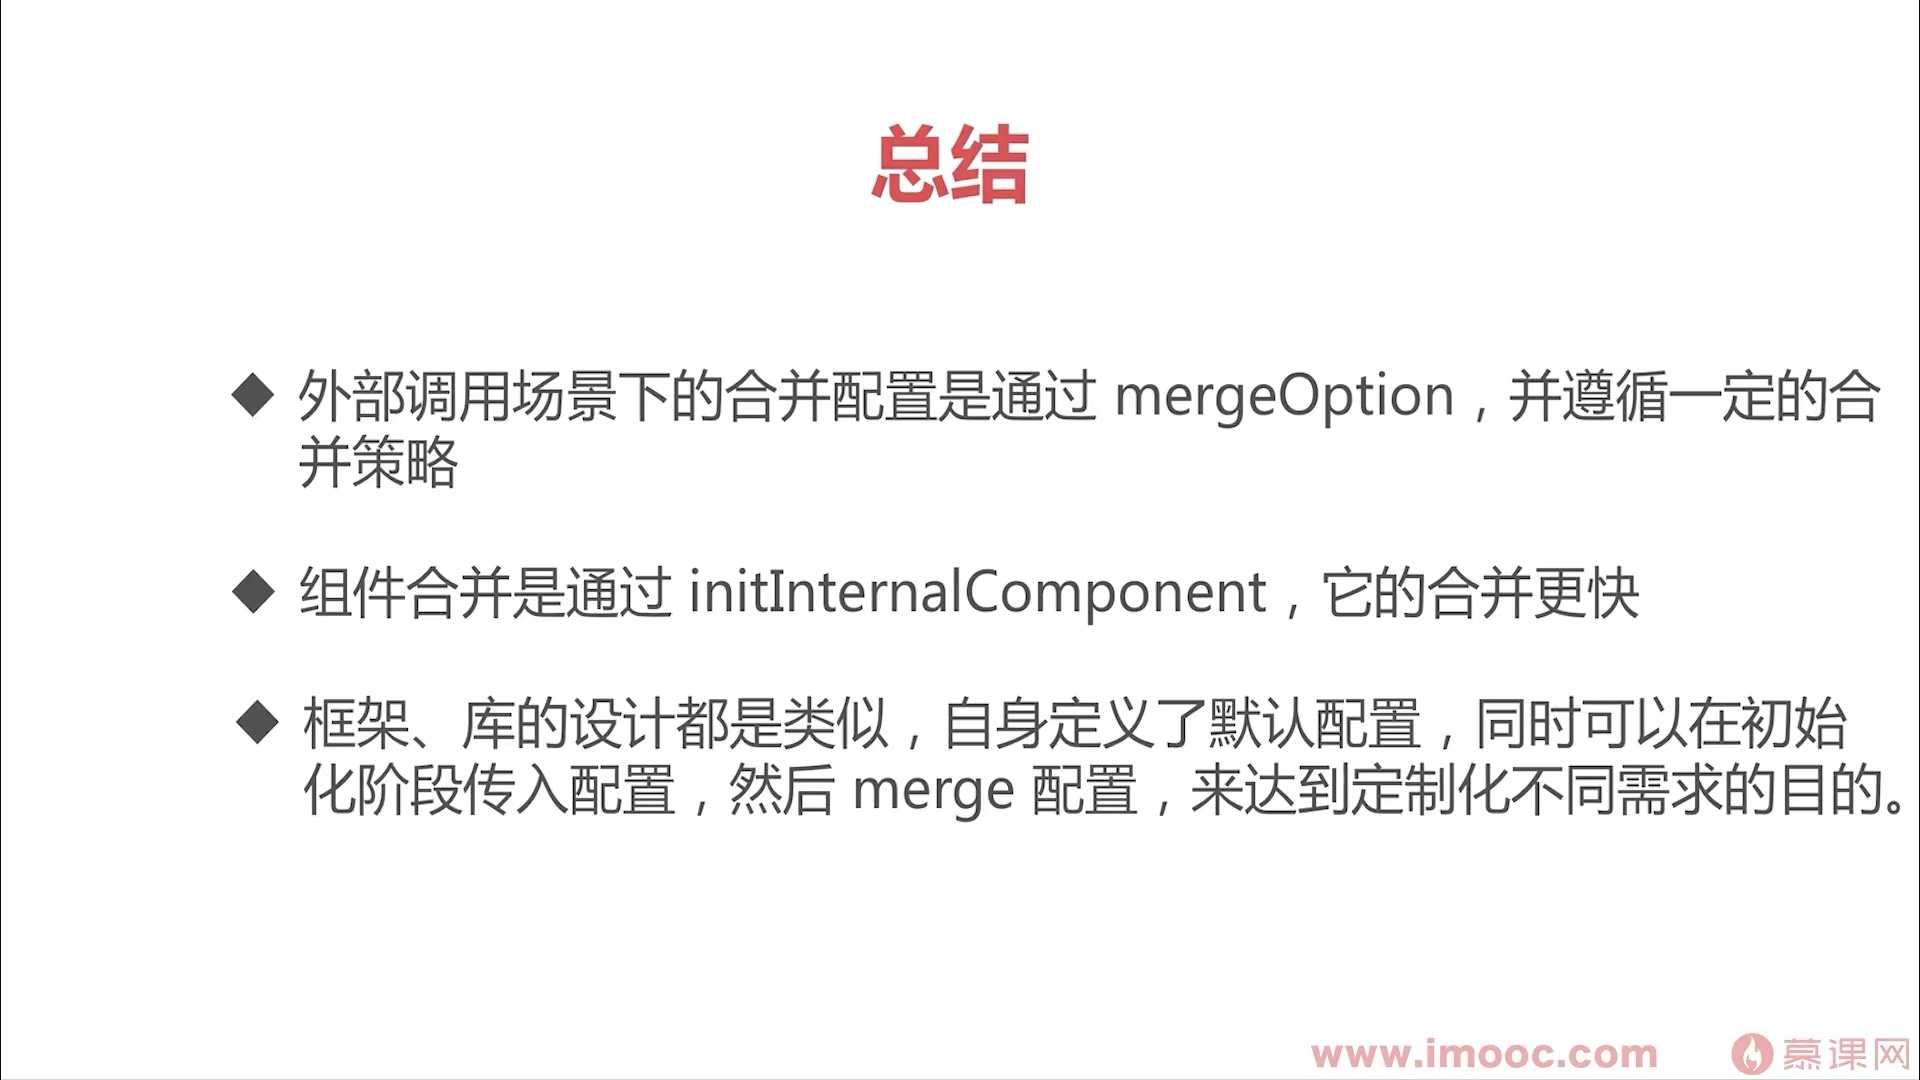 总结
◆ 外部调用场景下的合并配置是通过 mergeOption，并遵循一定的合
并策略
◆ 组件合并是通过 initInternalComponent，它的合并更快
◆ 框架、库的设计都是类似，自身定义了默认配置，同时可以在初始
化阶段传入配置，然后 merge 配置，来达到定制化不同需求的目的。
www.imooc.com 慕课网